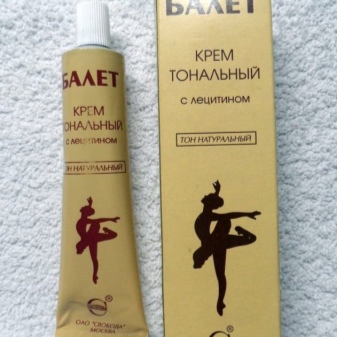 БАЛЕТ
КРЕМ
ТОНАЛЬНЫЙ
с лецитином
ТОН НАТУРАЛЬНЫЙ
®
ОАО "СВОБОДА"
МОСКВА
БАЛЕТ
КРЕМ
ТОНАЛЬНЫЙ
с лецитином
ТОН НАТУРАЛЬНЫЙ
®